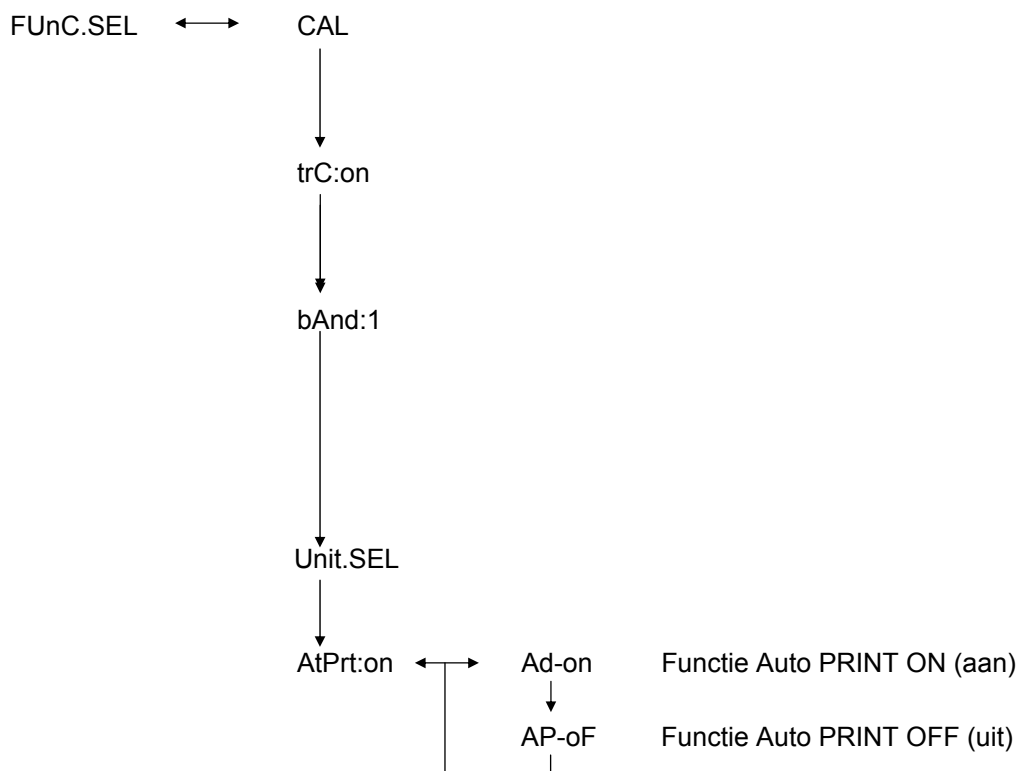 FUnC.SEL CAL
trC:on
bAnd:1
Unit.SEL
AtPrt:on Ad-on Functie Auto PRINT ON (aan)
AP-oF Functie Auto PRINT OFF (uit)